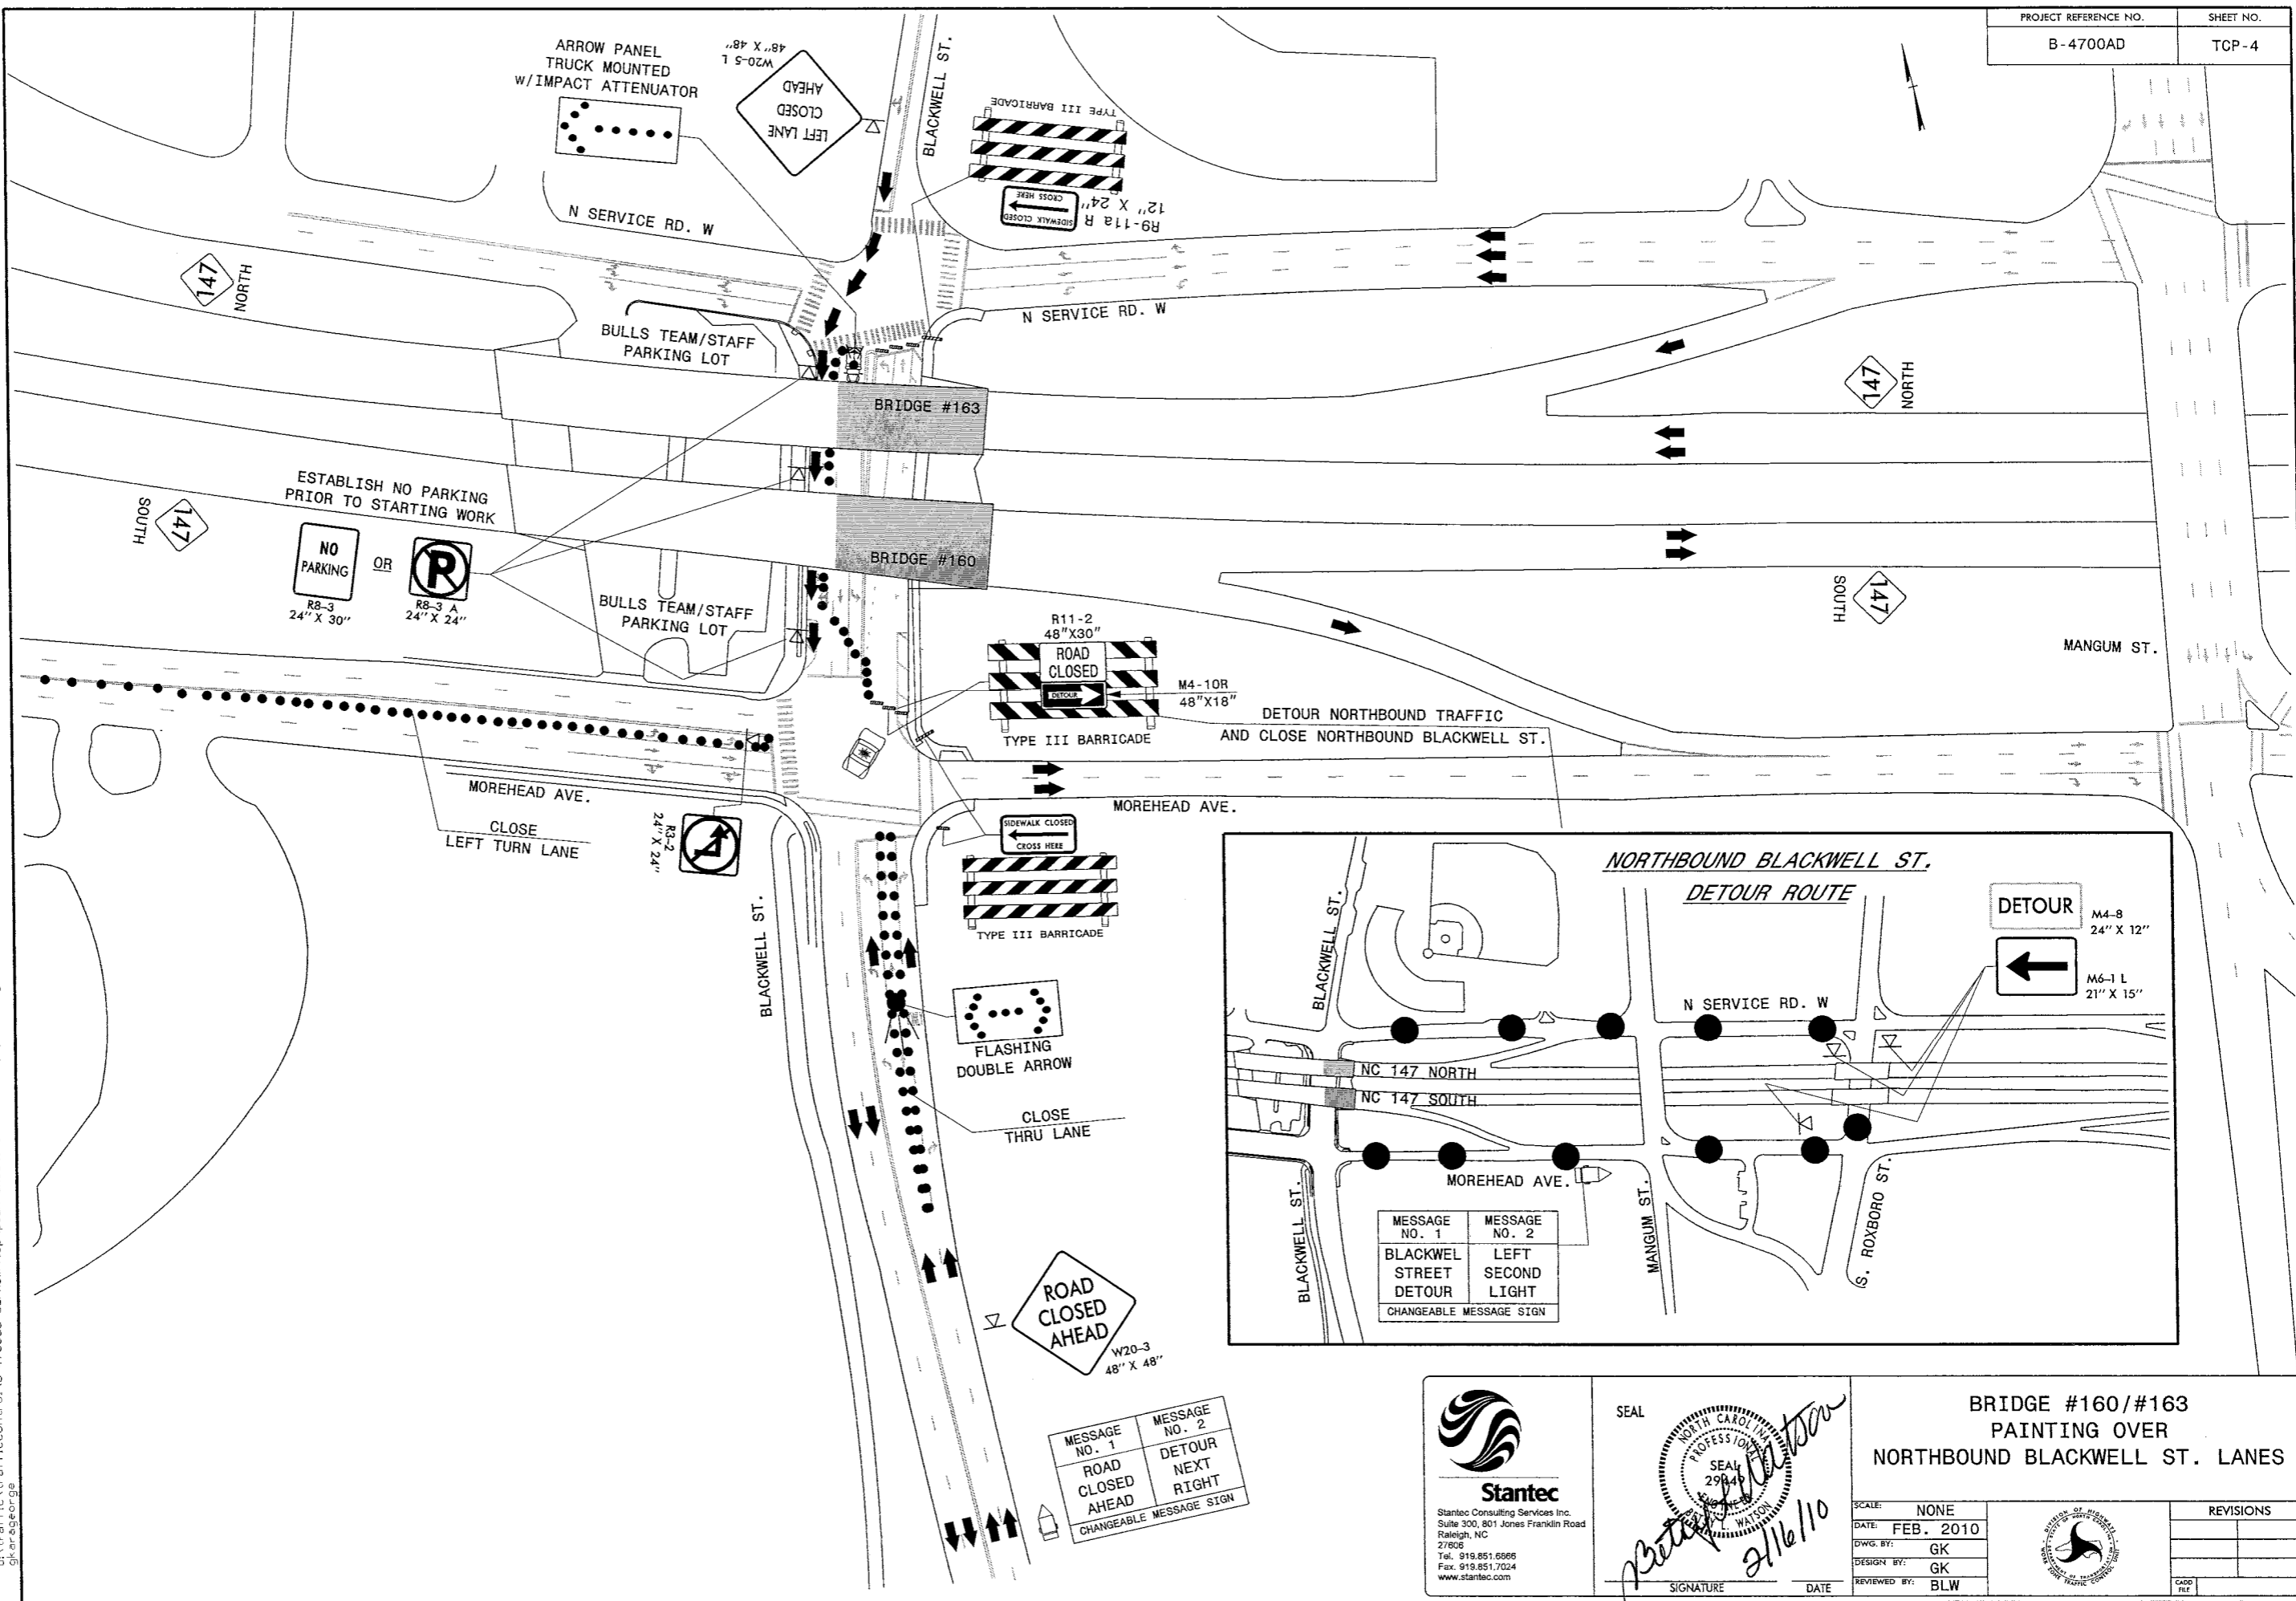 PROJECT REFERENCE NO.
SHEET NO.
B-4700AD
TCP-4
ARROW PANEL
TRUCK MOUNTED
w/IMPACT ATTENUATOR
W20-5 L
48" X 48"
LEFT LANE
CLOSED
AHEAD
BLACKWELL ST.
TYPE III BARRICADE
SIDEWALK CLOSED
CROSS HERE
R9-11a R
12" X 24"
N SERVICE RD. W
147
NORTH
BULLS TEAM/STAFF
PARKING LOT
N SERVICE RD. W
BRIDGE #163
147
NORTH
ESTABLISH NO PARKING
PRIOR TO STARTING WORK
147
SOUTH
NO
PARKING
R8-3
24" X 30"
OR
P
R8-3 A
24" X 24"
BRIDGE #160
BULLS TEAM/STAFF
PARKING LOT
147
SOUTH
MANGUM ST.
R11-2
48"X30"
ROAD
CLOSED
DETOUR
M4-10R
48"X18"
TYPE III BARRICADE
DETOUR NORTHBOUND TRAFFIC
AND CLOSE NORTHBOUND BLACKWELL ST.
MOREHEAD AVE.
MOREHEAD AVE.
CLOSE
LEFT TURN LANE
R3-2
24" X 24"
SIDEWALK CLOSED
CROSS HERE
TYPE III BARRICADE
BLACKWELL ST.
FLASHING
DOUBLE ARROW
CLOSE
THRU LANE
ROAD
CLOSED
AHEAD
W20-3
48" X 48"
MESSAGE
NO. 1
MESSAGE
NO. 2
ROAD
CLOSED
AHEAD
DETOUR
NEXT
RIGHT
CHANGEABLE MESSAGE SIGN
NORTHBOUND BLACKWELL ST.
DETOUR ROUTE
DETOUR
M4-8
24" X 12"
M6-1 L
21" X 15"
BLACKWELL ST.
N SERVICE RD. W
NC 147 NORTH
NC 147 SOUTH
MOREHEAD AVE.
BLACKWELL ST.
MANGUM ST.
S. ROXBORO ST.
MESSAGE
NO. 1
MESSAGE
NO. 2
BLACKWEL
STREET
DETOUR
LEFT
SECOND
LIGHT
CHANGEABLE MESSAGE SIGN
Stantec
Stantec Consulting Services Inc.
Suite 300, 801 Jones Franklin Road
Raleigh, NC
27606
Tel. 919.851.6866
Fax. 919.851.7024
www.stantec.com
SEAL
NORTH CAROLINA
PROFESSIONAL
SEAL
ENGINEER
L. WATSON
2/16/10
SIGNATURE
DATE
BRIDGE #160/#163
PAINTING OVER
NORTHBOUND BLACKWELL ST. LANES
SCALE: NONE
DATE: FEB. 2010
DWG. BY: GK
DESIGN BY: GK
REVIEWED BY: BLW
DIVISION OF HIGHWAYS
REVISIONS
CADD
FILE
gkarageorge